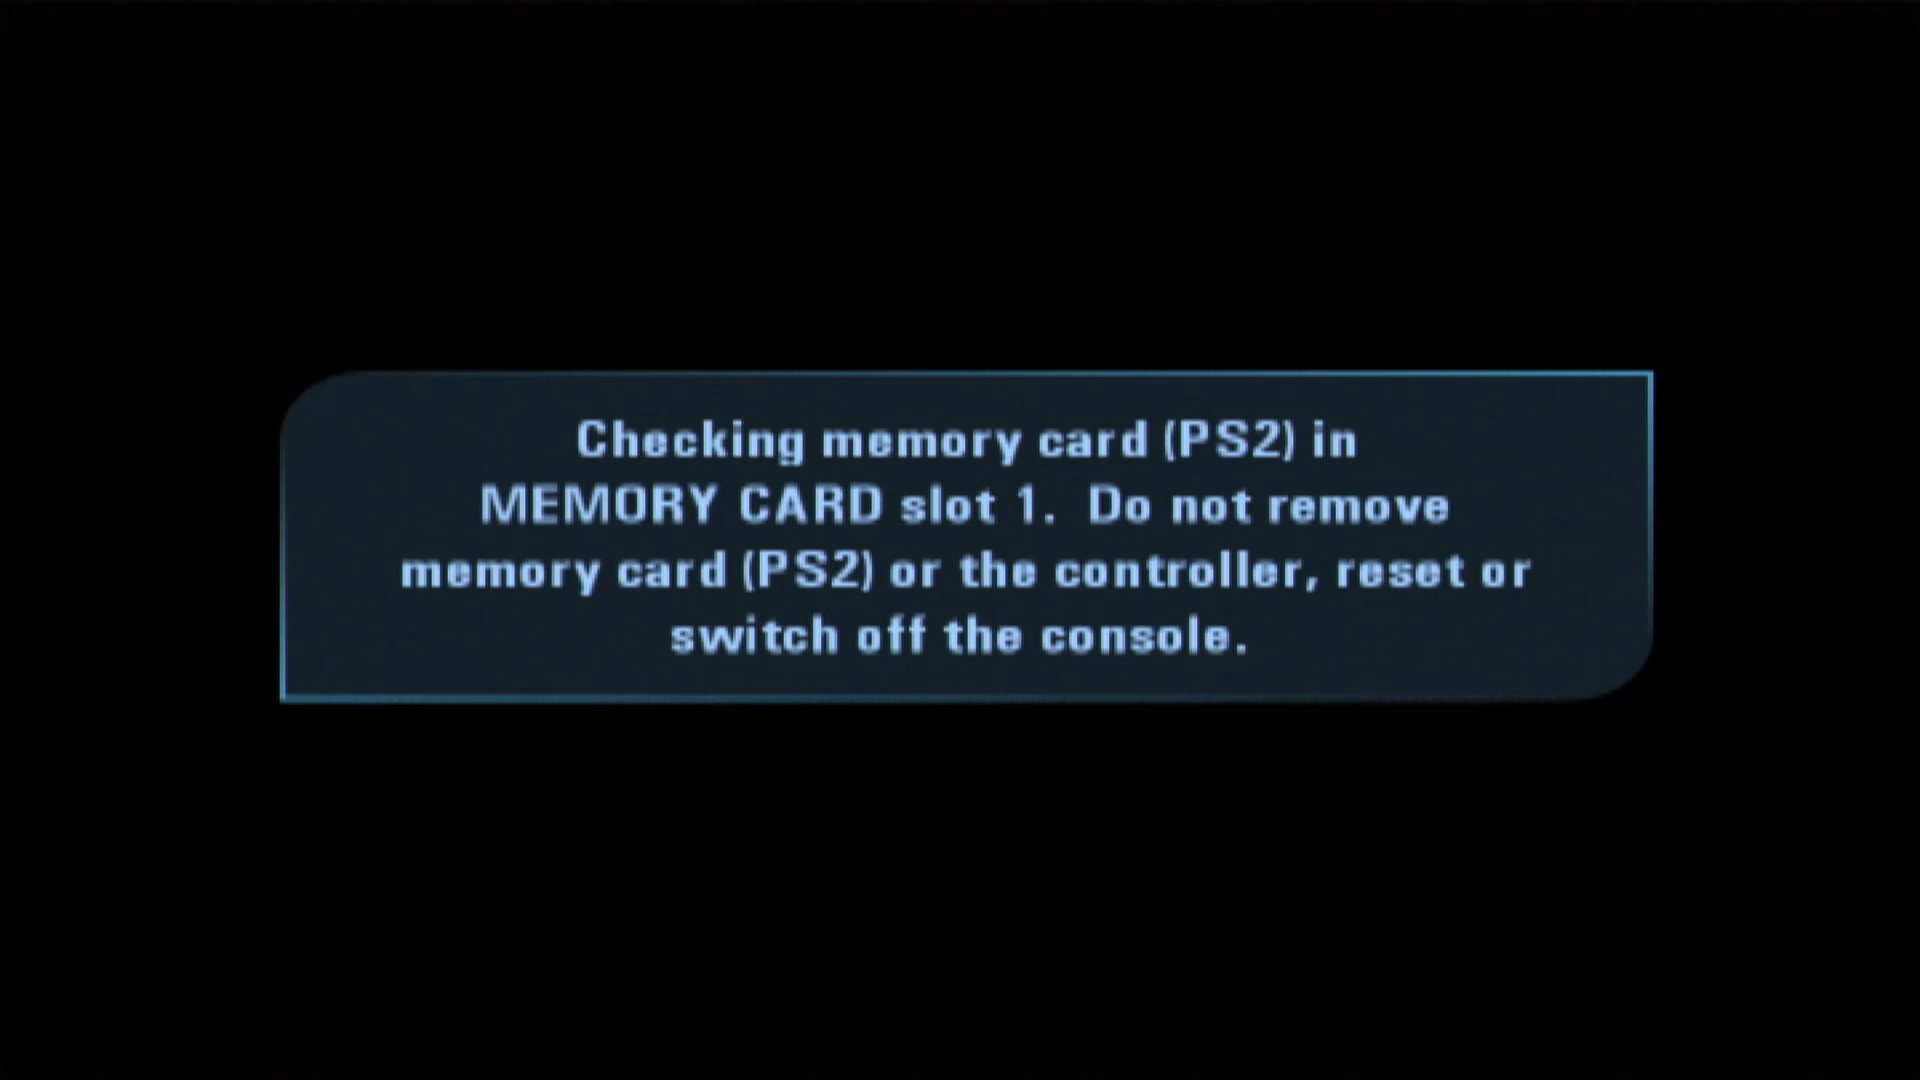 Checking memory card (PS2) in
MEMORY CARD slot 1.  Do not remove
memory card (PS2) or the controller, reset or
switch off the console.